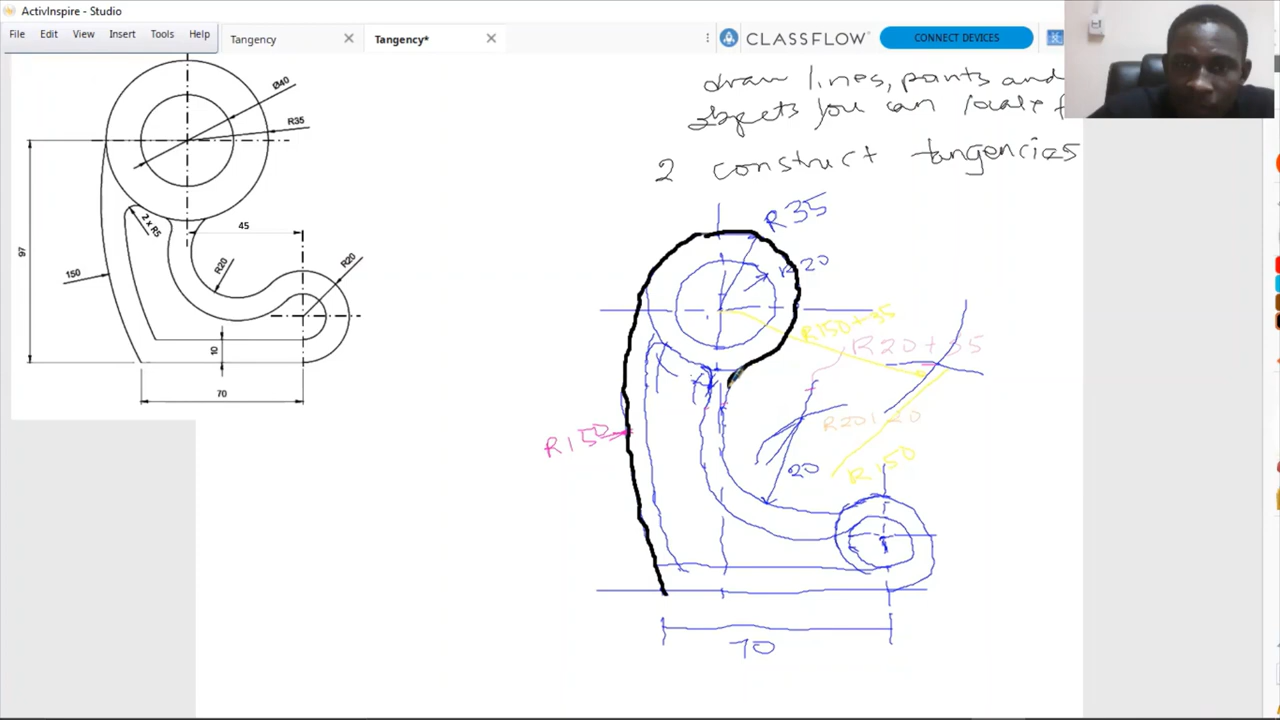 ActivInspire - Studio
File Edit View Insert Tools Help
Tangency
Tangency*
CLASSFLOW
CONNECT DEVICES
draw lines, points and
objects you can locate f
2 construct tangencies
Ø40
R35
45
97
2 x R5
R20
R20
150
10
70
R35
R20
R150+35
R20+35
R20+20
R150
20
R150
70